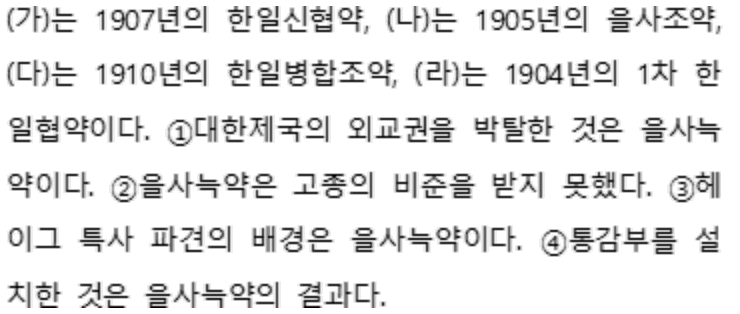 (가)는 1907년의 한일신협약, (나)는 1905년의 을사조약,
(다)는 1910년의 한일병합조약, (라)는 1904년의 1차 한
일협약이다. ①대한제국의 외교권을 박탈한 것은 을사늑
약이다. ②을사늑약은 고종의 비준을 받지 못했다. ③헤
이그 특사 파견의 배경은 을사늑약이다. ④통감부를 설
치한 것은 을사늑약의 결과다.